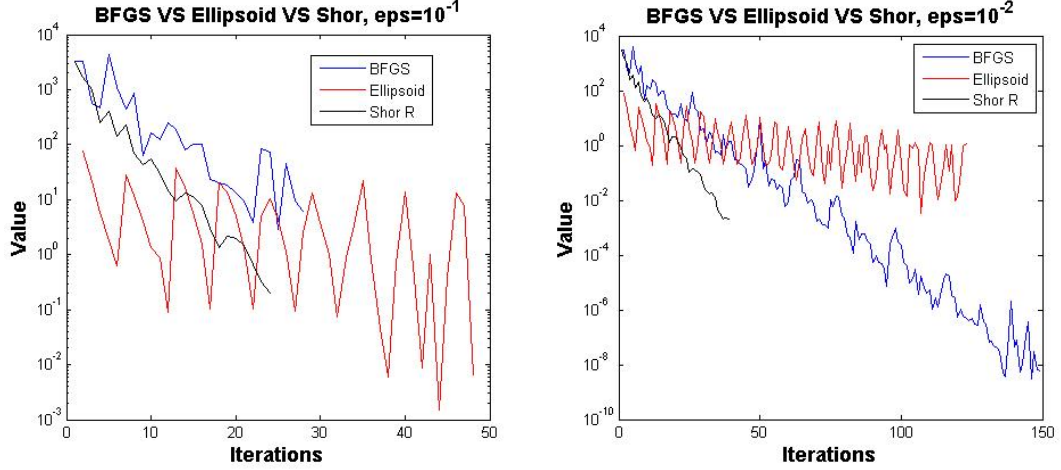 BFGS VS Ellipsoid VS Shor, eps=10^-1
10^4
10^3
10^2
10^1
10^0
10^-1
10^-2
10^-3
Value
0 10 20 30 40 50
Iterations
BFGS
Ellipsoid
Shor R
BFGS VS Ellipsoid VS Shor, eps=10^-2
10^4
10^2
10^0
10^-2
10^-4
10^-6
10^-8
10^-10
Value
0 50 100 150
Iterations
BFGS
Ellipsoid
Shor R